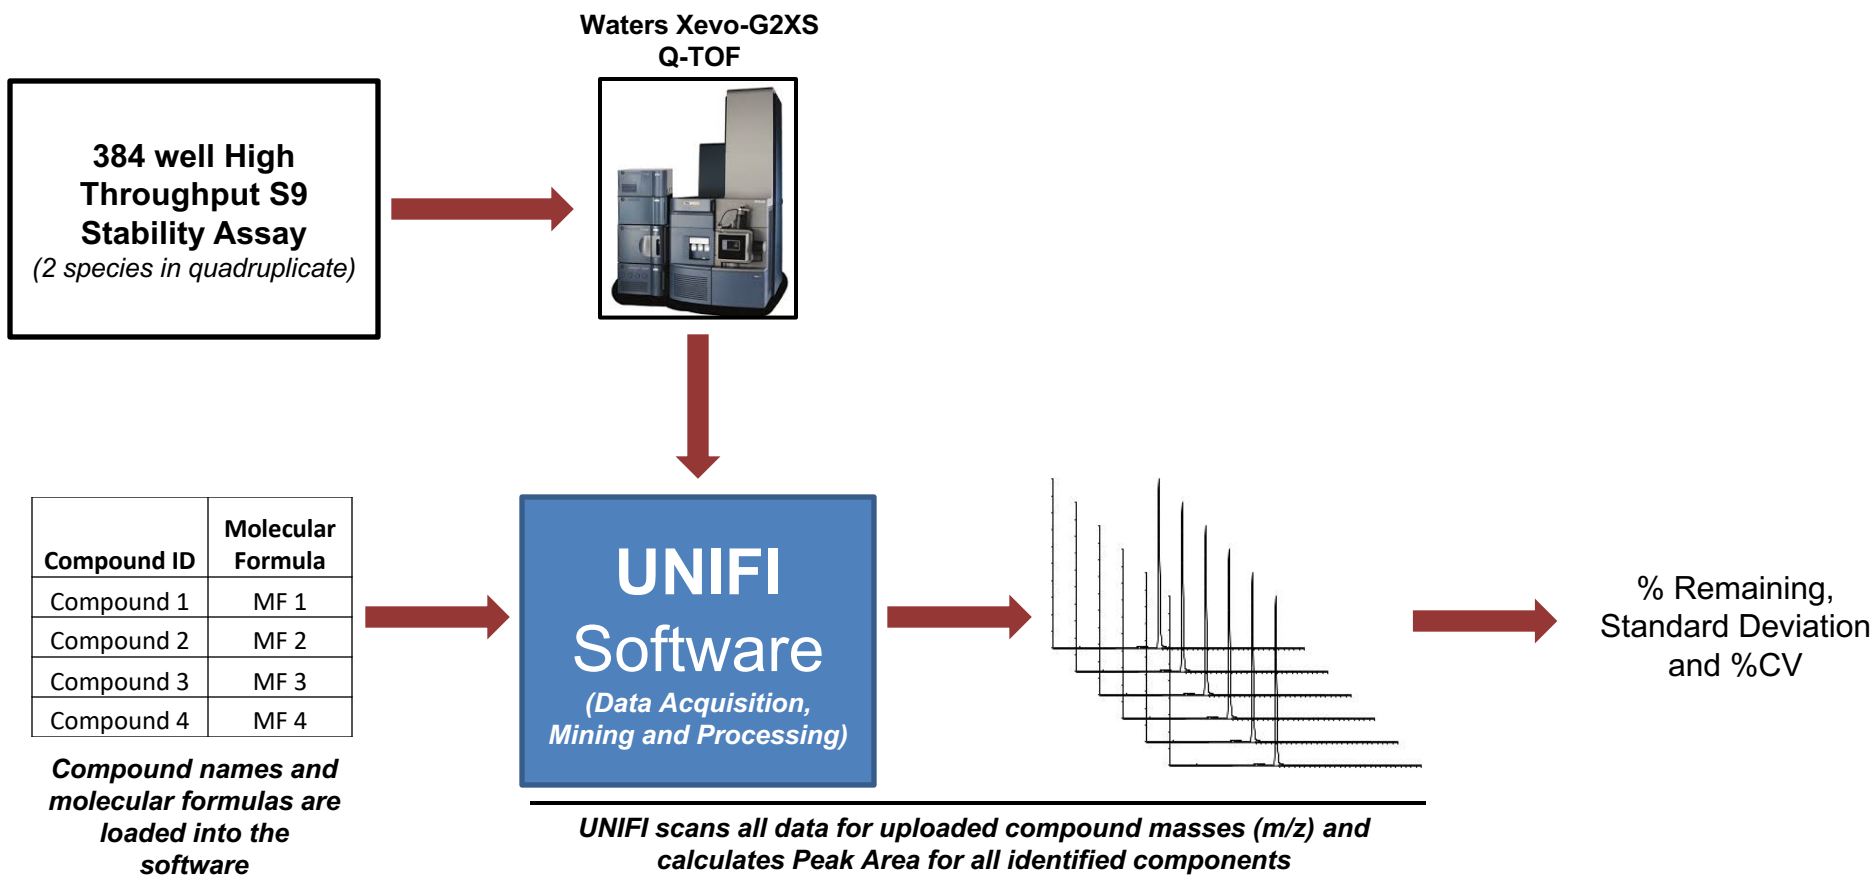 Waters Xevo-G2XS
Q-TOF
384 well High
Throughput S9
Stability Assay
(2 species in quadruplicate)
Compound ID
Molecular
Formula
Compound 1 MF 1
Compound 2 MF 2
Compound 3 MF 3
Compound 4 MF 4
Compound names and
molecular formulas are
loaded into the
software
UNIFI
Software
(Data Acquisition,
Mining and Processing)
UNIFI scans all data for uploaded compound masses (m/z) and
calculates Peak Area for all identified components
% Remaining,
Standard Deviation
and %CV